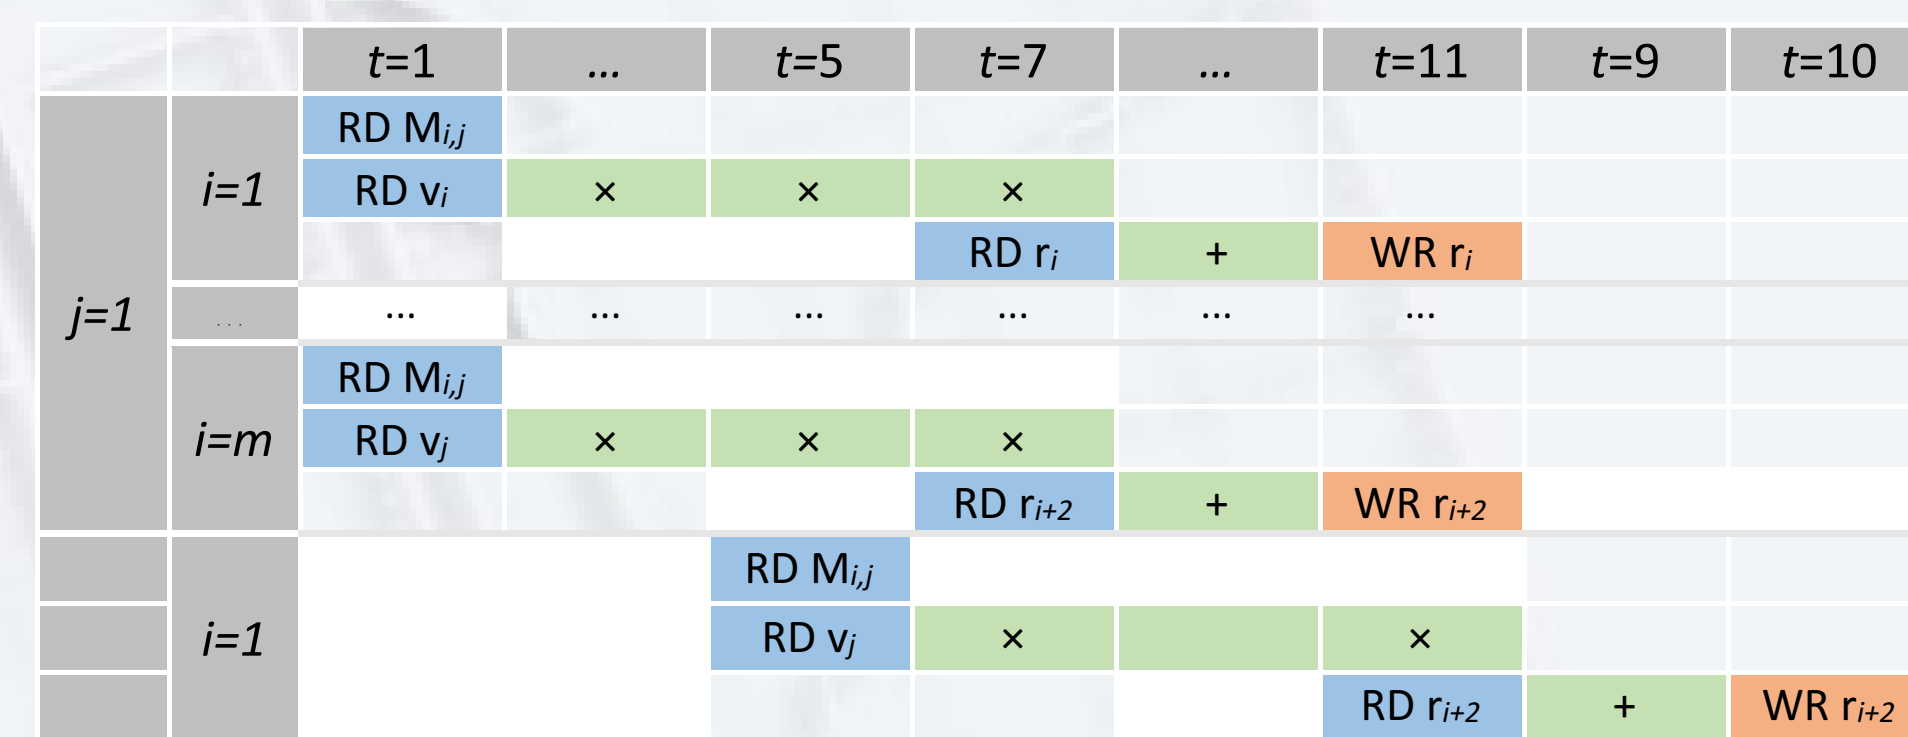 t=1 ... t=5 t=7 ... t=11 t=9 t=10
RD Mi,j
i=1 RD vi × × ×
RD ri + WR ri
j=1 ... ... ... ... ... ... ...
RD Mi,j
i=m RD vj × × ×
RD ri+2 + WR ri+2
RD Mi,j
i=1 RD vj × ×
RD ri+2 + WR ri+2